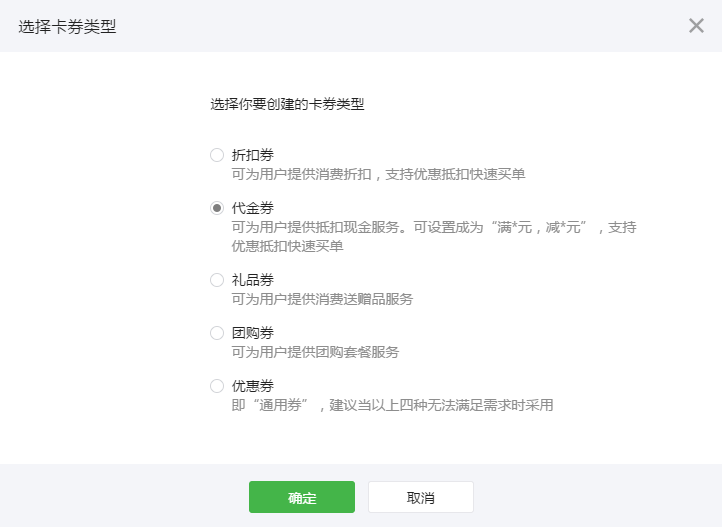 选择卡券类型
选择你要创建的卡券类型
折扣券
可为用户提供消费折扣，支持优惠抵扣快速买单
代金券
可为用户提供抵扣现金服务。可设置成为“满*元，减*元”，支持
优惠抵扣快速买单
礼品券
可为用户提供消费送赠品服务
团购券
可为用户提供团购套餐服务
优惠券
即“通用券”，建议当以上四种无法满足需求时采用
确定 取消